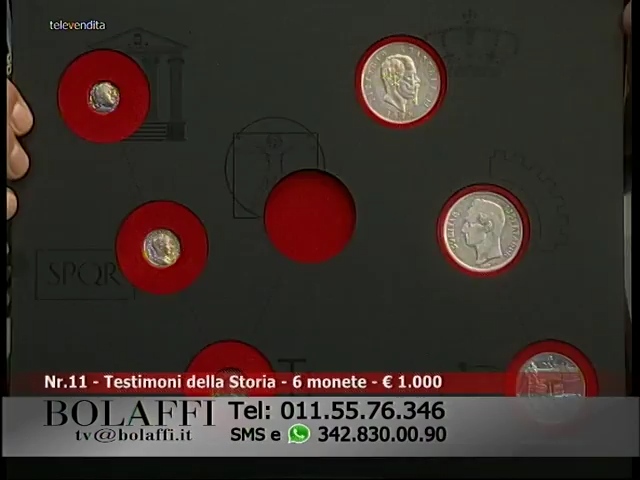 televendita
SPQR
Nr.11 - Testimoni della Storia - 6 monete - € 1.000
BOLAFFI
tv@bolaffi.it
Tel: 011.55.76.346
SMS e 342.830.00.90